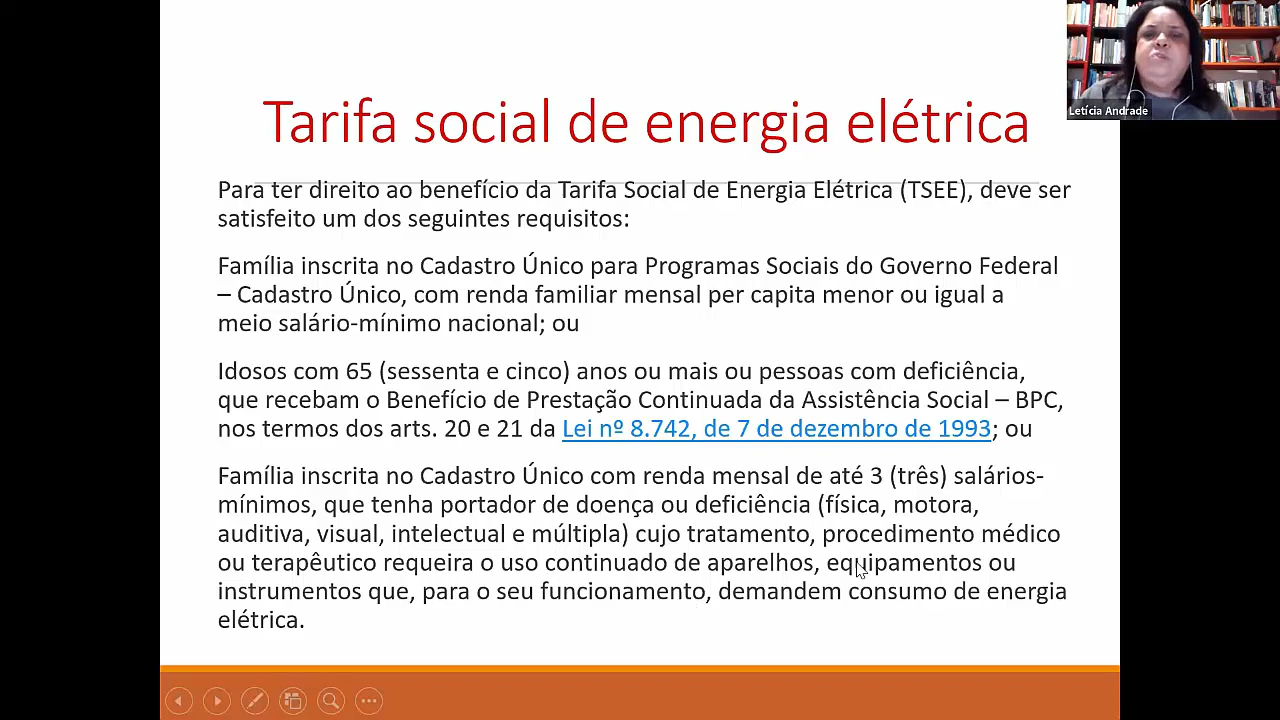 Tarifa social de energia elétrica
Letícia Andrade
Para ter direito ao benefício da Tarifa Social de Energia Elétrica (TSEE), deve ser
satisfeito um dos seguintes requisitos:
Família inscrita no Cadastro Único para Programas Sociais do Governo Federal
– Cadastro Único, com renda familiar mensal per capita menor ou igual a
meio salário-mínimo nacional; ou
Idosos com 65 (sessenta e cinco) anos ou mais ou pessoas com deficiência,
que recebam o Benefício de Prestação Continuada da Assistência Social – BPC,
nos termos dos arts. 20 e 21 da Lei nº 8.742, de 7 de dezembro de 1993; ou
Família inscrita no Cadastro Único com renda mensal de até 3 (três) salários-
mínimos, que tenha portador de doença ou deficiência (física, motora,
auditiva, visual, intelectual e múltipla) cujo tratamento, procedimento médico
ou terapêutico requeira o uso continuado de aparelhos, equipamentos ou
instrumentos que, para o seu funcionamento, demandem consumo de energia
elétrica.